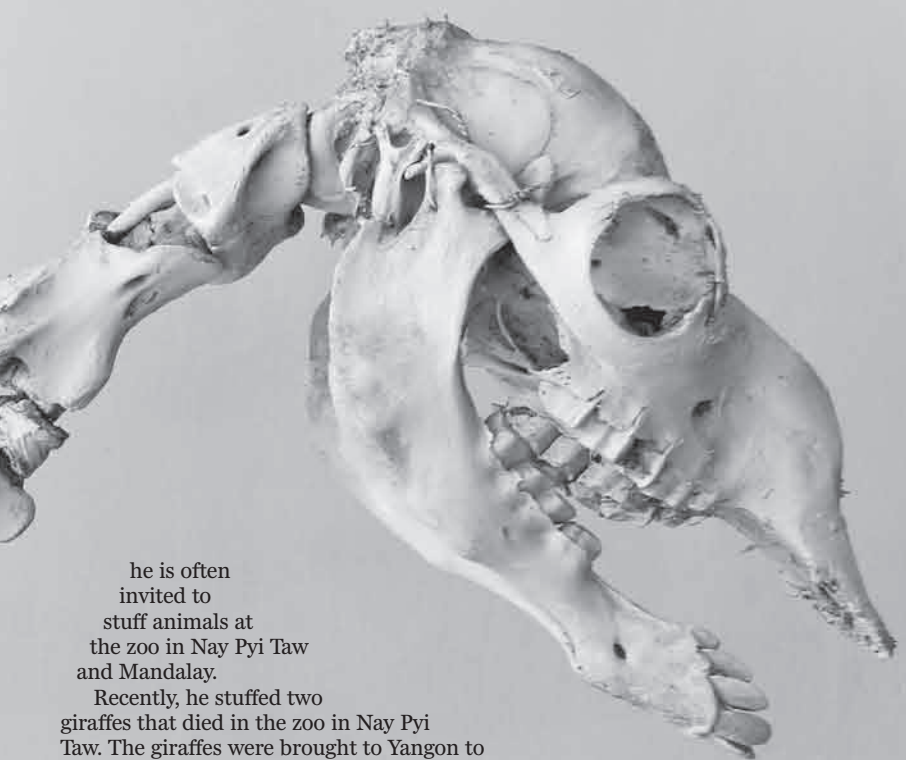 he is often
invited to
stuff animals at
the zoo in Nay Pyi Taw
and Mandalay.
Recently, he stuffed two
giraffes that died in the zoo in Nay Pyi
Taw. The giraffes were brought to Yangon to